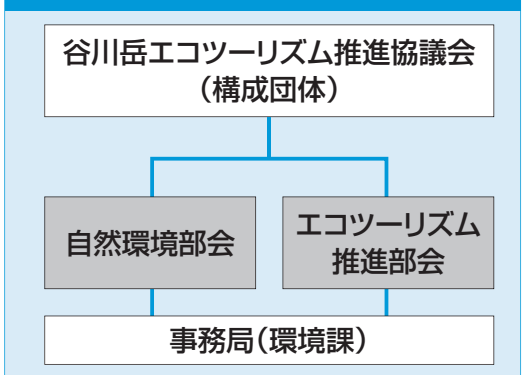 谷川岳エコツーリズム推進協議会
（構成団体）
自然環境部会
エコツーリズム
推進部会
事務局（環境課）